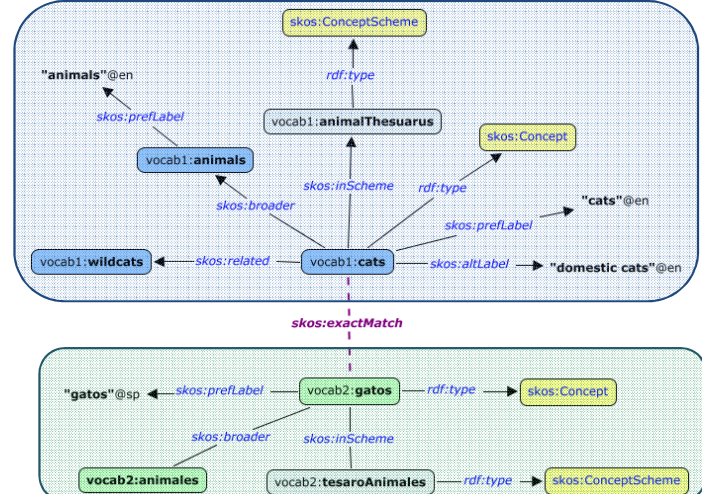 skos:ConceptScheme
"animals"@en
rdf:type
skos:prefLabel
vocab1:animalThesuarus
skos:Concept
vocab1:animals
skos:inScheme
rdf:type
skos:broader
"cats"@en
skos:prefLabel
vocab1:wildcats
skos:related
vocab1:cats
skos:altLabel
"domestic cats"@en
skos:exactMatch
"gatos"@sp
skos:prefLabel
vocab2:gatos
rdf:type
skos:Concept
skos:broader
skos:inScheme
vocab2:animales
vocab2:tesaroAnimales
rdf:type
skos:ConceptScheme